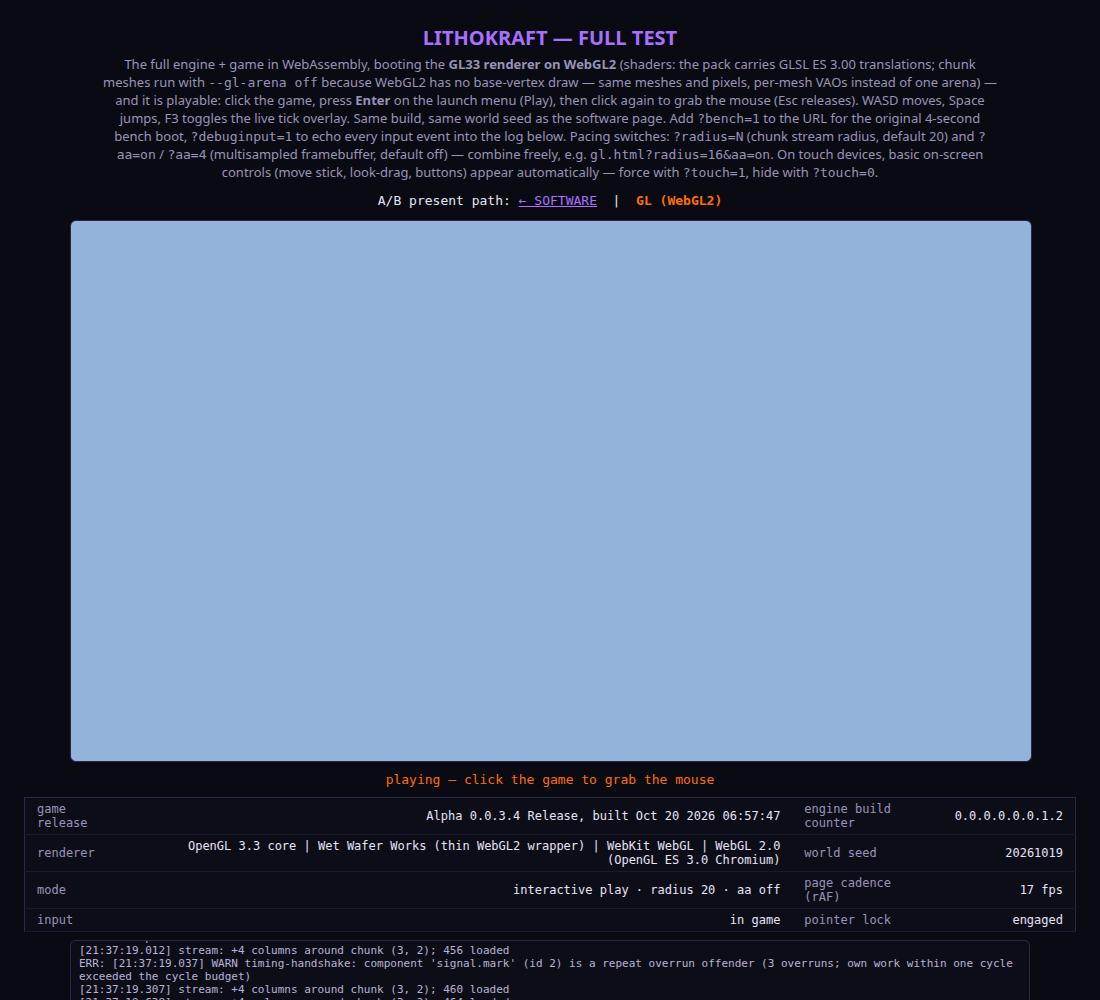 LITHOKRAFT — FULL TEST
The full engine + game in WebAssembly, booting the GL33 renderer on WebGL2 (shaders: the pack carries GLSL ES 3.00 translations; chunk
meshes run with --gl-arena off because WebGL2 has no base-vertex draw — same meshes and pixels, per-mesh VAOs instead of one arena) —
and it is playable: click the game, press Enter on the launch menu (Play), then click again to grab the mouse (Esc releases). WASD moves, Space
jumps, F3 toggles the live tick overlay. Same build, same world seed as the software page. Add ?bench=1 to the URL for the original 4-second
bench boot, ?debuginput=1 to echo every input event into the log below. Pacing switches: ?radius=N (chunk stream radius, default 20) and ?
aa=on / ?aa=4 (multisampled framebuffer, default off) — combine freely, e.g. gl.html?radius=16&aa=on. On touch devices, basic on-screen
controls (move stick, look-drag, buttons) appear automatically — force with ?touch=1, hide with ?touch=0.
A/B present path: ← SOFTWARE | GL (WebGL2)
playing — click the game to grab the mouse
game release Alpha 0.0.3.4 Release, built Oct 20 2026 06:57:47 engine build counter 0.0.0.0.0.0.1.2
renderer OpenGL 3.3 core | Wet Wafer Works (thin WebGL2 wrapper) | WebKit WebGL | WebGL 2.0 (OpenGL ES 3.0 Chromium) world seed 20261019
mode interactive play · radius 20 · aa off page cadence (rAF) 17 fps
input in game pointer lock engaged
[21:37:19.012] stream: +4 columns around chunk (3, 2); 456 loaded
ERR: [21:37:19.037] WARN timing-handshake: component 'signal.mark' (id 2) is a repeat overrun offender (3 overruns; own work within one cycle
exceeded the cycle budget)
[21:37:19.307] stream: +4 columns around chunk (3, 2); 460 loaded